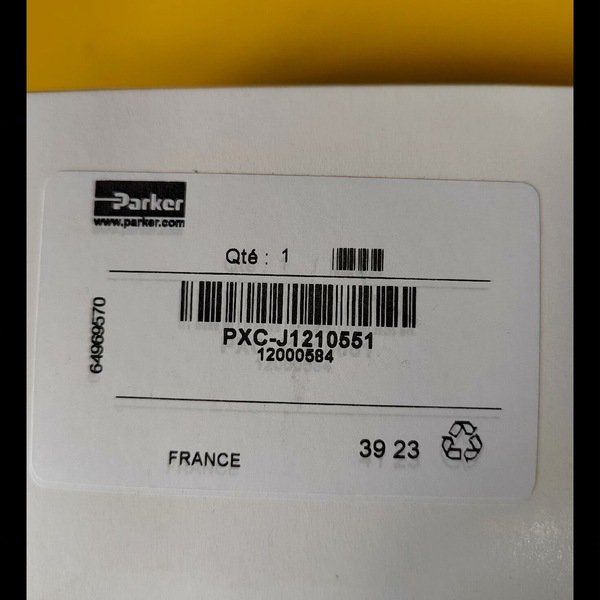 Parker
www.parker.com
Qté : 1
PXC-J1210551
12000584
64969570
FRANCE
39 23